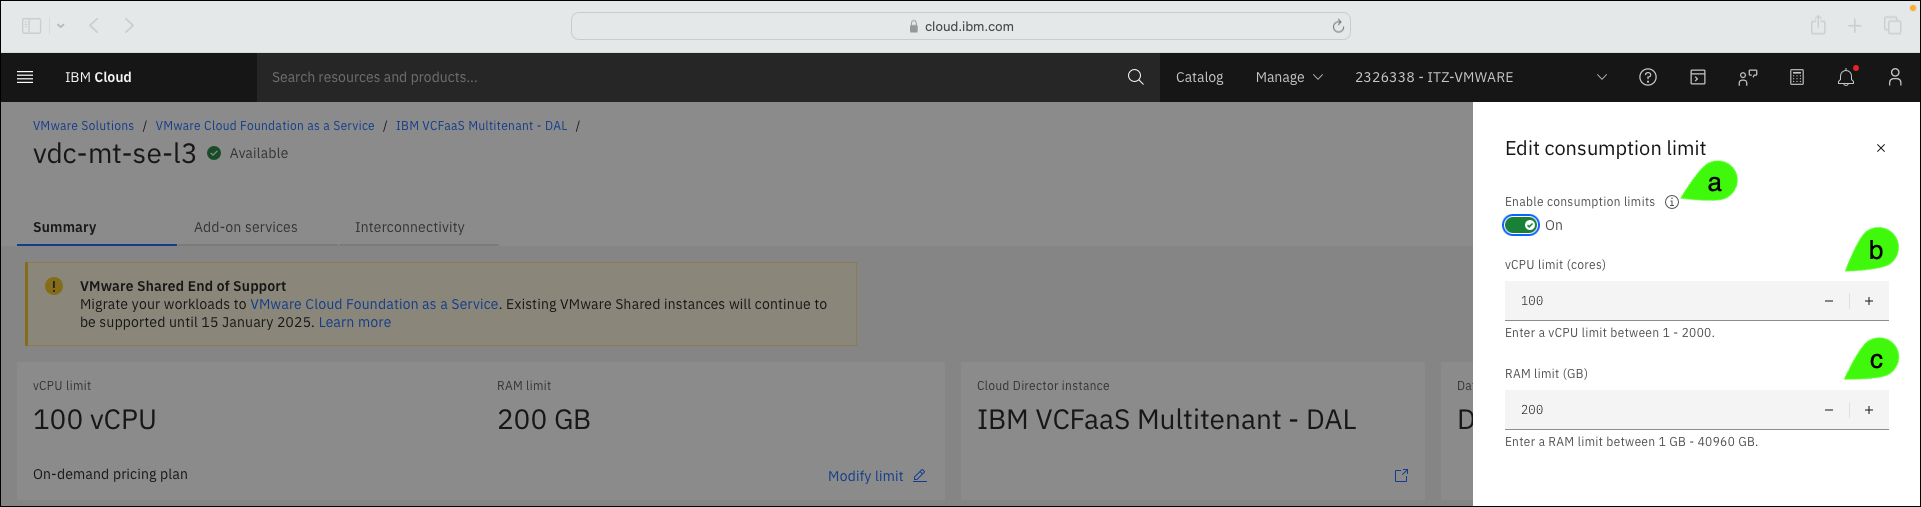 cloud.ibm.com
IBM Cloud
Search resources and products...
Catalog
Manage
2326338 - ITZ-VMWARE
VMware Solutions / VMware Cloud Foundation as a Service / IBM VCFaaS Multitenant - DAL /
vdc-mt-se-l3
Available
Summary
Add-on services
Interconnectivity
VMware Shared End of Support
Migrate your workloads to VMware Cloud Foundation as a Service. Existing VMware Shared instances will continue to
be supported until 15 January 2025. Learn more
vCPU limit
100 vCPU
RAM limit
200 GB
On-demand pricing plan
Modify limit
Cloud Director instance
IBM VCFaaS Multitenant - DAL
Edit consumption limit
a
Enable consumption limits
On
b
vCPU limit (cores)
100
Enter a vCPU limit between 1 - 2000.
c
RAM limit (GB)
200
Enter a RAM limit between 1 GB - 40960 GB.